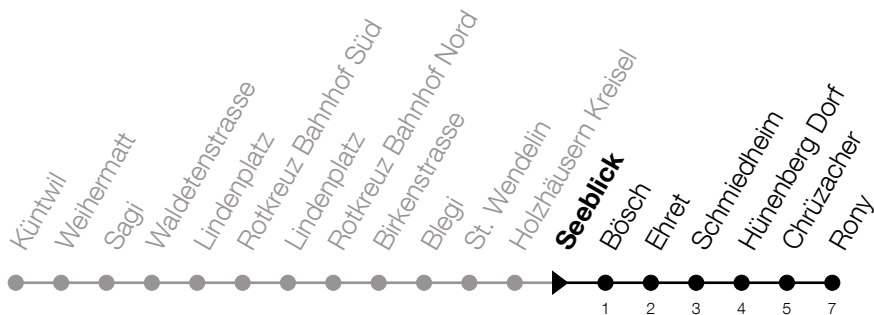 Küntwil
Weihermatt
Sagi
Waldetenstrasse
Lindenplatz
Rotkreuz Bahnhof Süd
Lindenplatz
Rotkreuz Bahnhof Nord
Birkenstrasse
Blegi
St. Wendelin
Holzhäusern Kreisel
Seeblick
Bösch
Ehret
Schmiedheim
Hünenberg Dorf
Chrüzacher
Rony
1 2 3 4 5 7